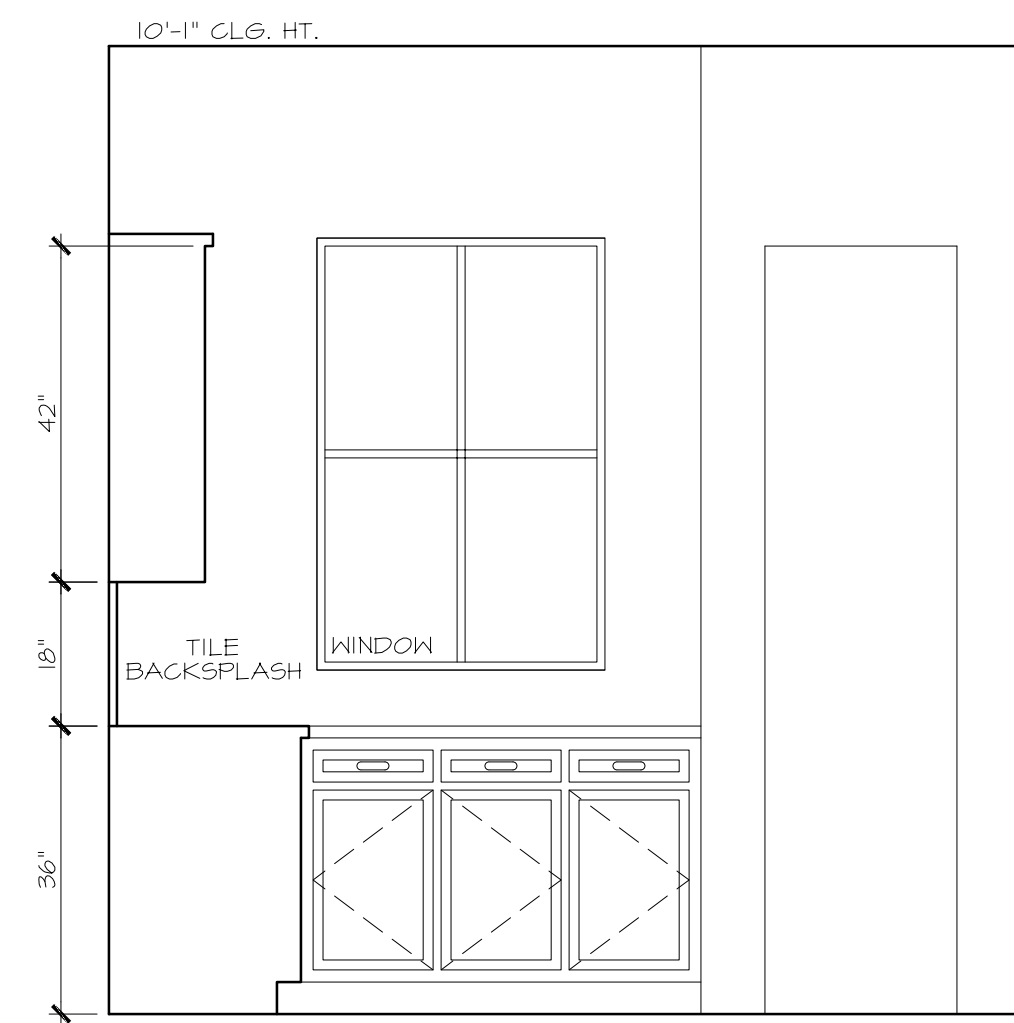 10'-1" CLG. HT.
42"
18"
TILE
BACKSPLASH
WINDOW
36"